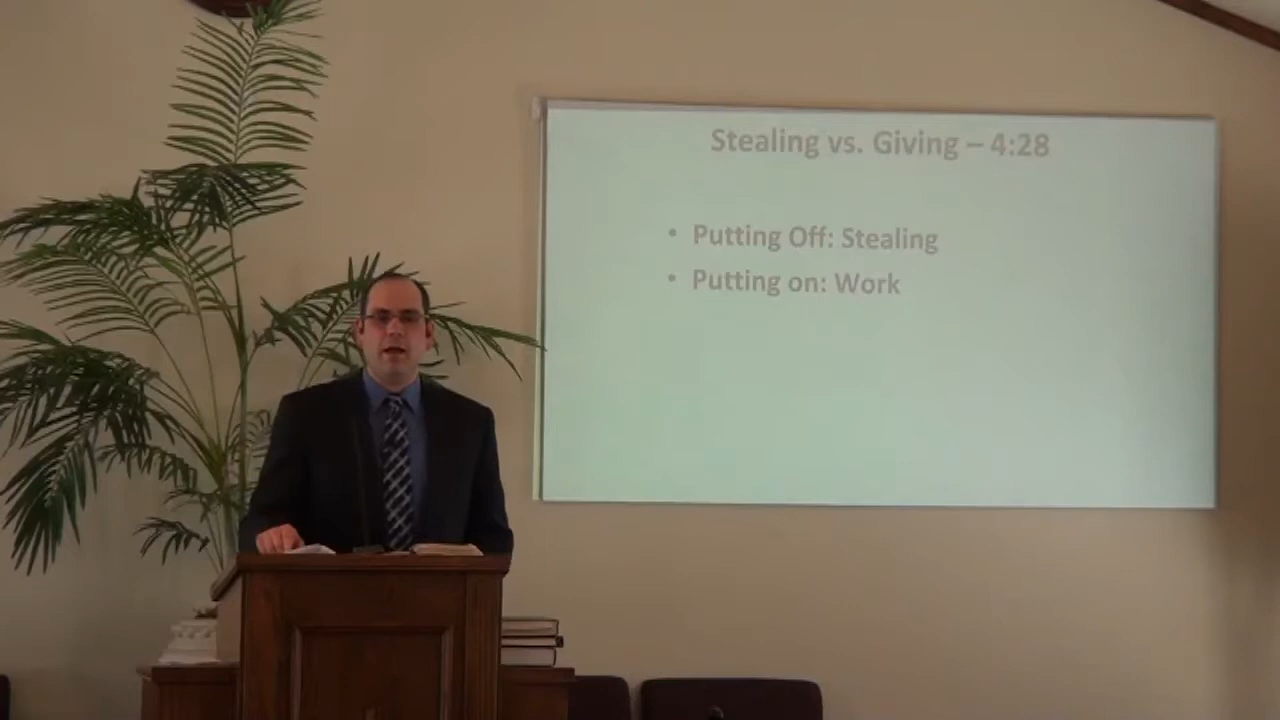 Stealing vs. Giving – 4:28
• Putting Off: Stealing
• Putting on: Work